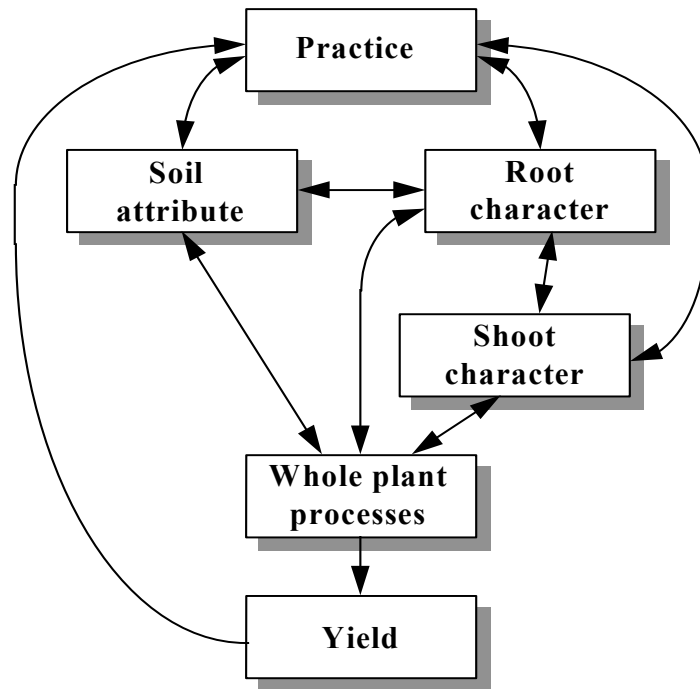 Practice
Soil
attribute
Root
character
Shoot
character
Whole plant
processes
Yield